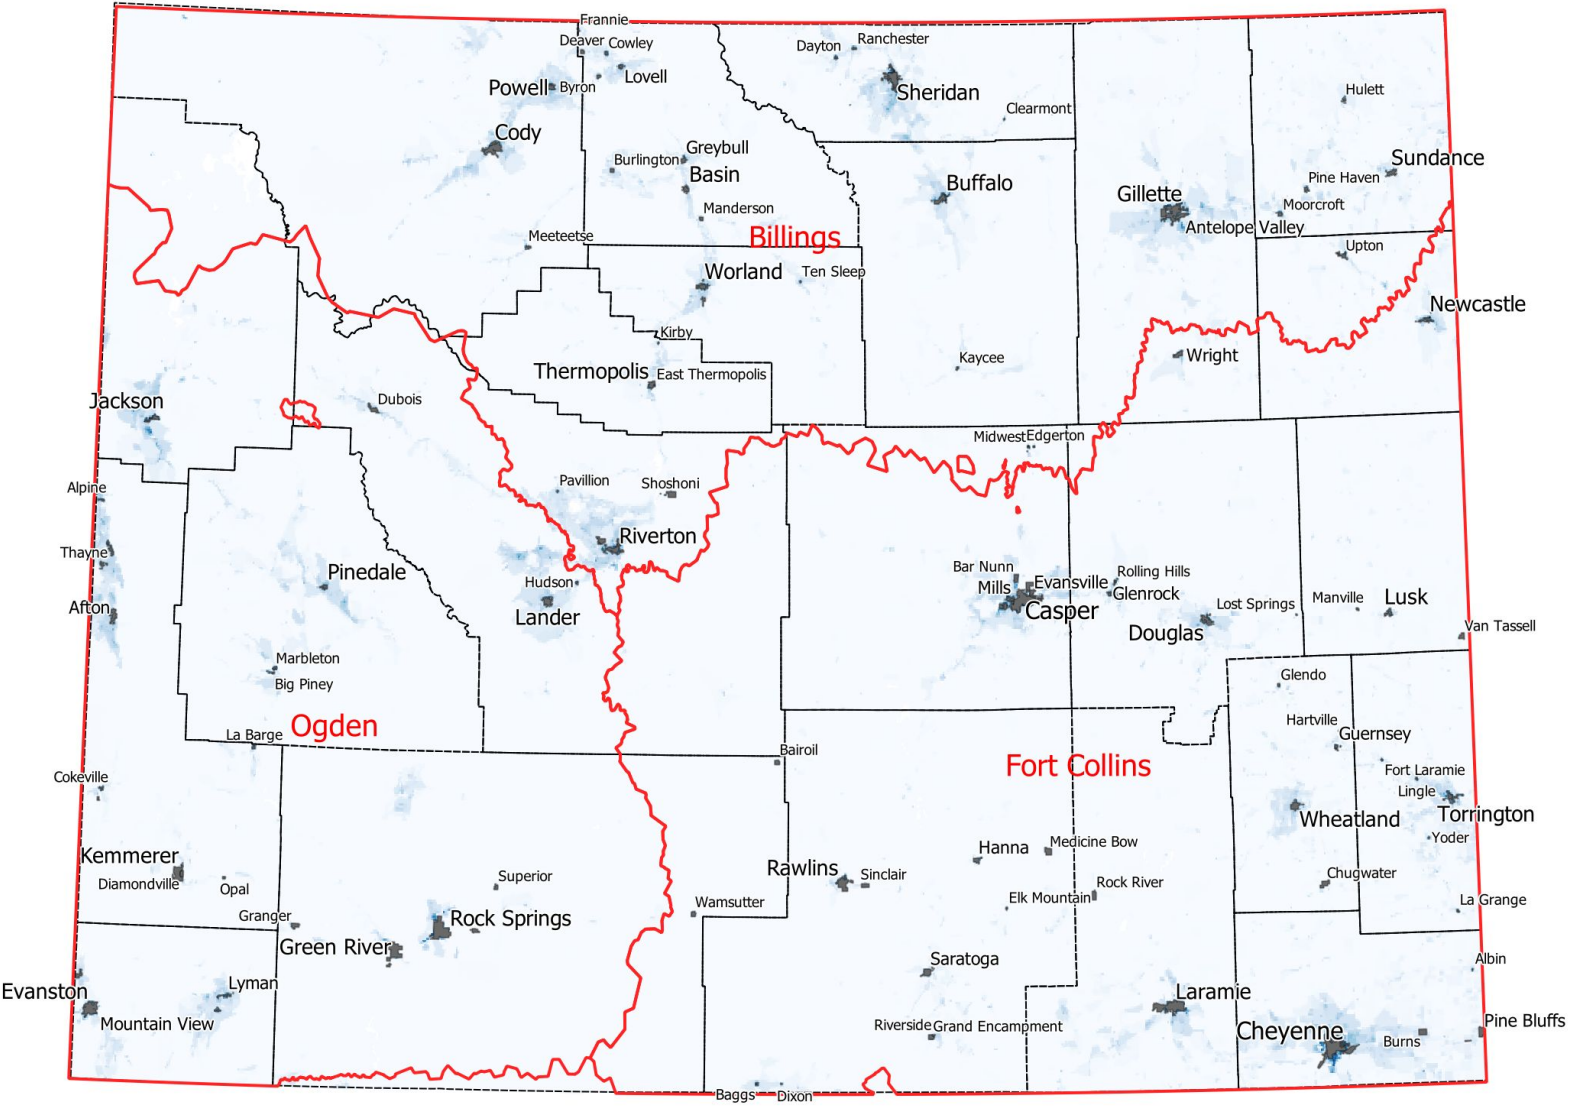 Frannie
Deaver
Cowley
Dayton
Ranchester
Lovell
Powell
Byron
Sheridan
Hulett
Clearmont
Cody
Greybull
Burlington
Basin
Sundance
Pine Haven
Buffalo
Gillette
Moorcroft
Manderson
Antelope Valley
Meeteetse
Billings
Upton
Worland
Ten Sleep
Newcastle
Kirby
Wright
Kaycee
Thermopolis
East Thermopolis
Jackson
Dubois
Midwest
Edgerton
Alpine
Pavillion
Shoshoni
Riverton
Thayne
Pinedale
Hudson
Bar Nunn
Mills
Evansville
Rolling Hills
Glenrock
Casper
Afton
Lander
Douglas
Lost Springs
Manville
Lusk
Van Tassell
Marbleton
Big Piney
Glendo
Ogden
La Barge
Hartville
Guernsey
Bairoil
Fort Collins
Fort Laramie
Lingle
Cokeville
Torrington
Wheatland
Yoder
Kemmerer
Diamondville
Opal
Superior
Rawlins
Sinclair
Hanna
Medicine Bow
Elk Mountain
Rock River
Chugwater
La Grange
Granger
Rock Springs
Green River
Wamsutter
Saratoga
Albin
Lyman
Evanston
Mountain View
Laramie
Riverside
Grand Encampment
Cheyenne
Burns
Pine Bluffs
Baggs
Dixon